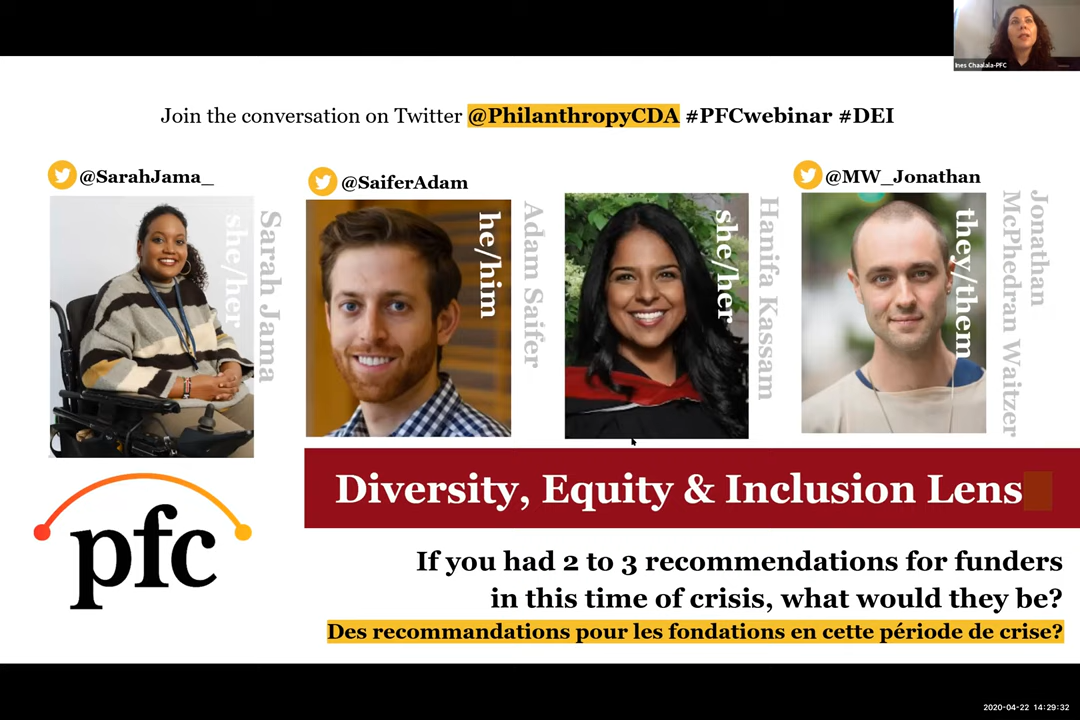 Ines Chaalala-PFC
Join the conversation on Twitter @PhilanthropyCDA #PFCwebinar #DEI
@SarahJama_
@SaiferAdam
@MW_Jonathan
she/her
Sarah Jama
he/him
Adam Saifer
she/her
Hanifa Kassam
they/them
Jonathan
McPhedran Waitzer
pfc
Diversity, Equity & Inclusion Lens
If you had 2 to 3 recommendations for funders
in this time of crisis, what would they be?
Des recommandations pour les fondations en cette période de crise?
2020-04-22 14:29:32